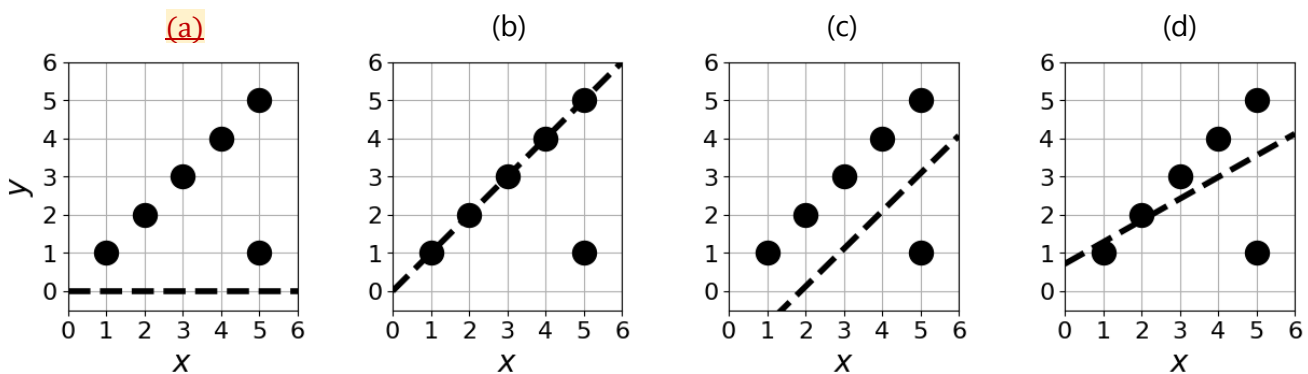 (a) (b) (c) (d)
6 6 6 6
5 5 5 5
4 4 4 4
y 3 3 3 3
2 2 2 2
1 1 1 1
0 0 0 0
0 1 2 3 4 5 6 0 1 2 3 4 5 6 0 1 2 3 4 5 6 0 1 2 3 4 5 6
x x x x